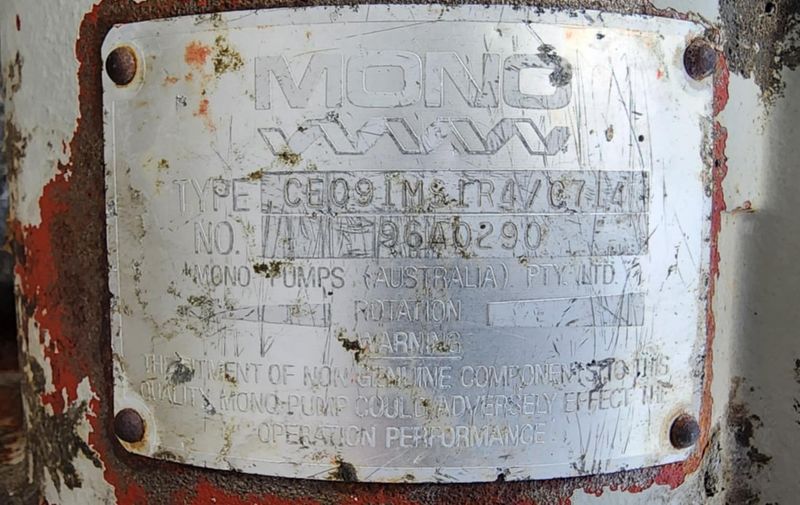 MONO
TYPE CE091MS1R4/C714
NO. 9640290
MONO PUMPS (AUSTRALIA) PTY. LTD.
ROTATION
WARNING
THE FITMENT OF NON-GENUINE COMPONENTS TO THIS
QUALITY MONO PUMP COULD ADVERSELY EFFECT THE
OPERATION PERFORMANCE.